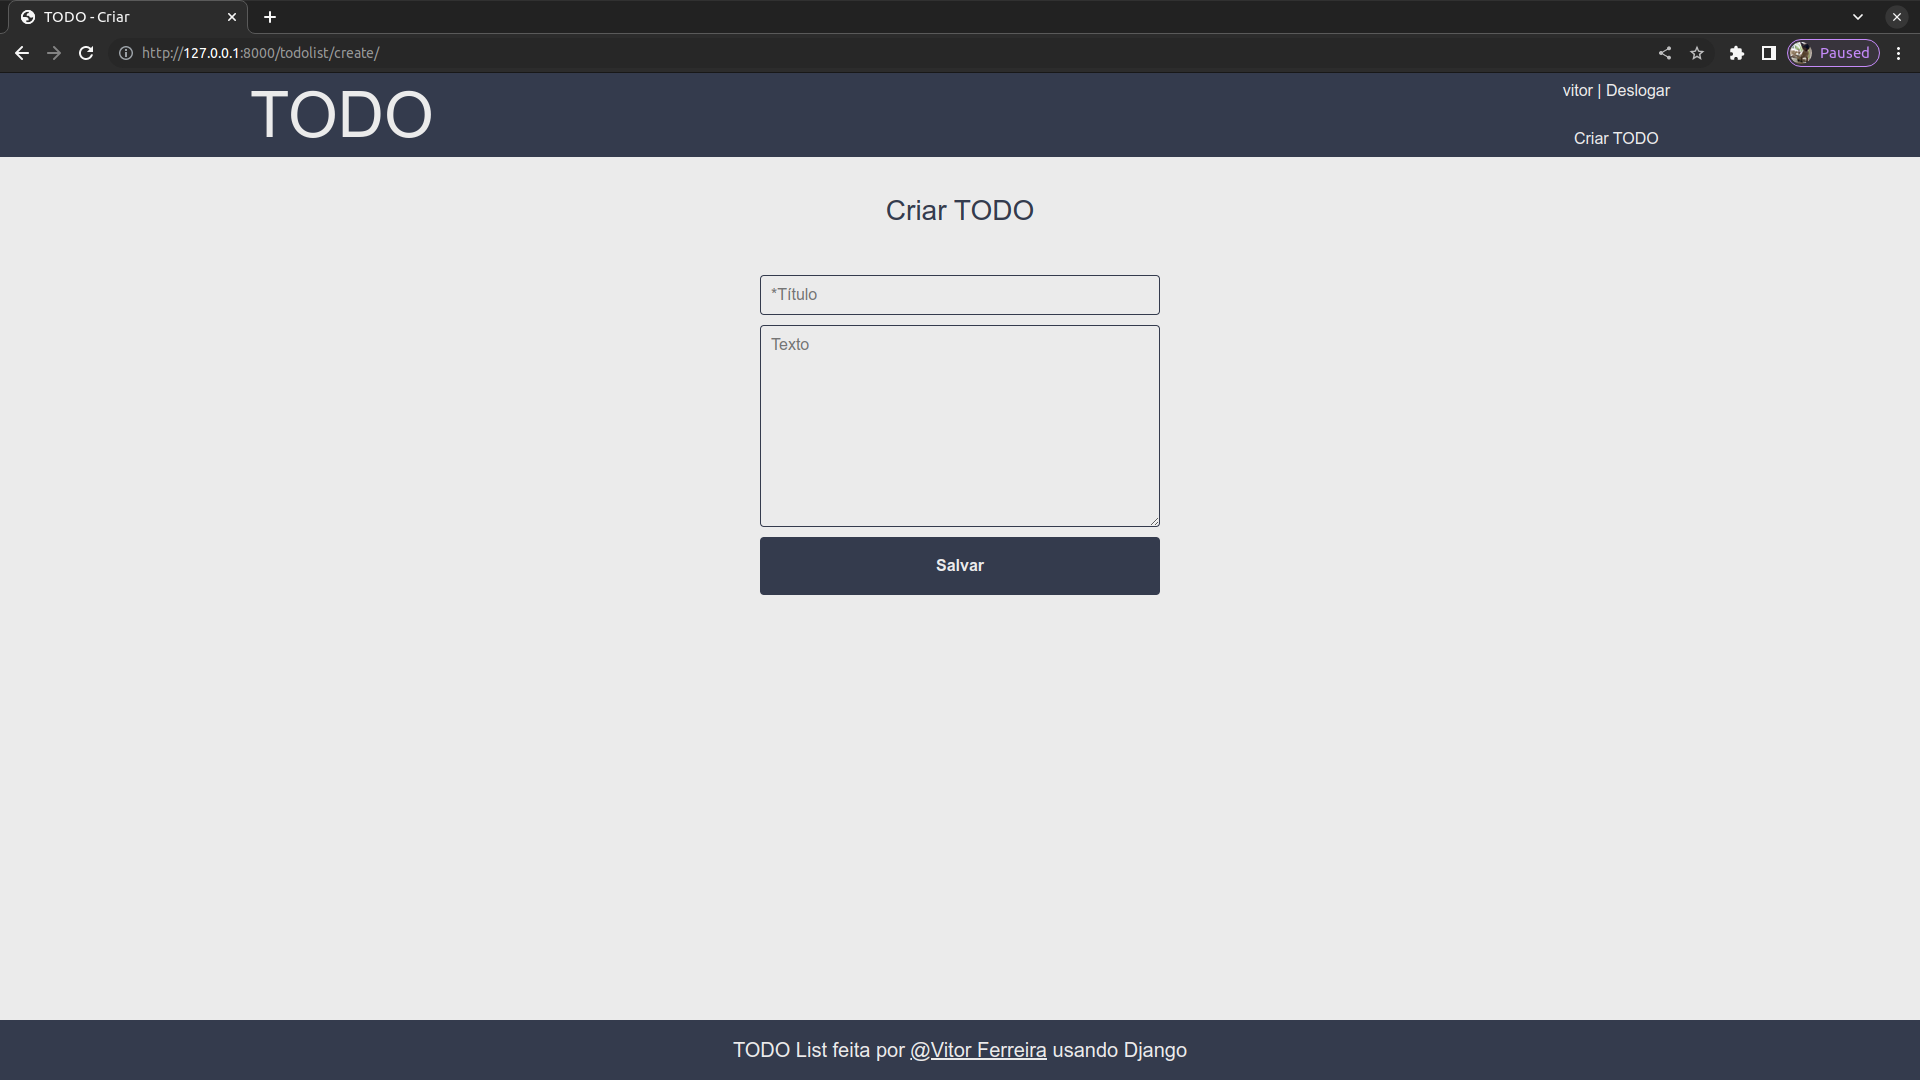 TODO - Criar
http://127.0.0.1:8000/todolist/create/
Paused
TODO
vitor | Deslogar
Criar TODO
Criar TODO
*Título
Texto
Salvar
TODO List feita por @Vitor Ferreira usando Django